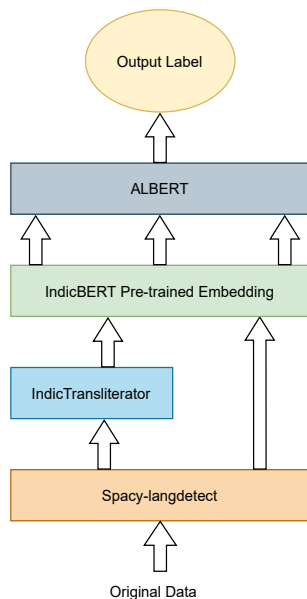 Output Label
ALBERT
IndicBERT Pre-trained Embedding
IndicTransliterator
Spacy-langdetect
Original Data